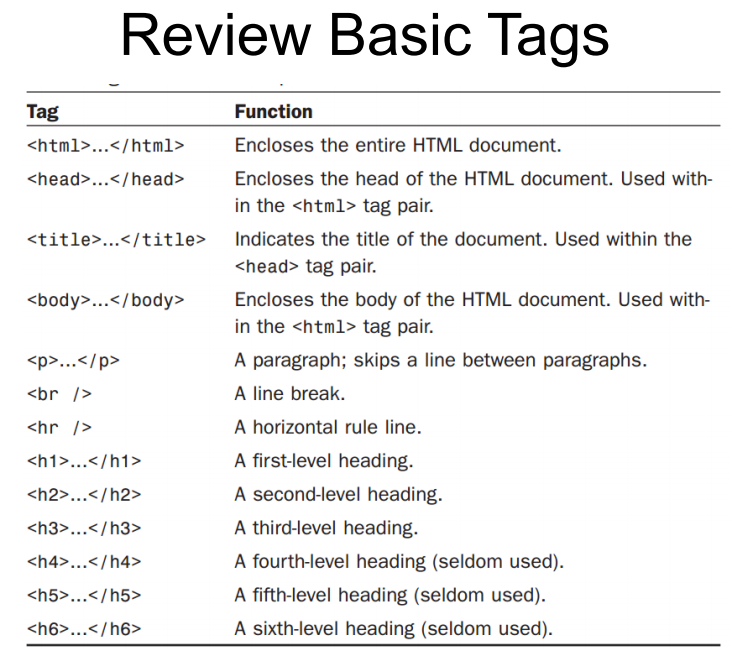 Review Basic Tags
Tag Function
<html>...</html> Encloses the entire HTML document.
<head>...</head> Encloses the head of the HTML document. Used with-
in the <html> tag pair.
<title>...</title> Indicates the title of the document. Used within the
<head> tag pair.
<body>...</body> Encloses the body of the HTML document. Used with-
in the <html> tag pair.
<p>...</p> A paragraph; skips a line between paragraphs.
<br /> A line break.
<hr /> A horizontal rule line.
<h1>...</h1> A first-level heading.
<h2>...</h2> A second-level heading.
<h3>...</h3> A third-level heading.
<h4>...</h4> A fourth-level heading (seldom used).
<h5>...</h5> A fifth-level heading (seldom used).
<h6>...</h6> A sixth-level heading (seldom used).